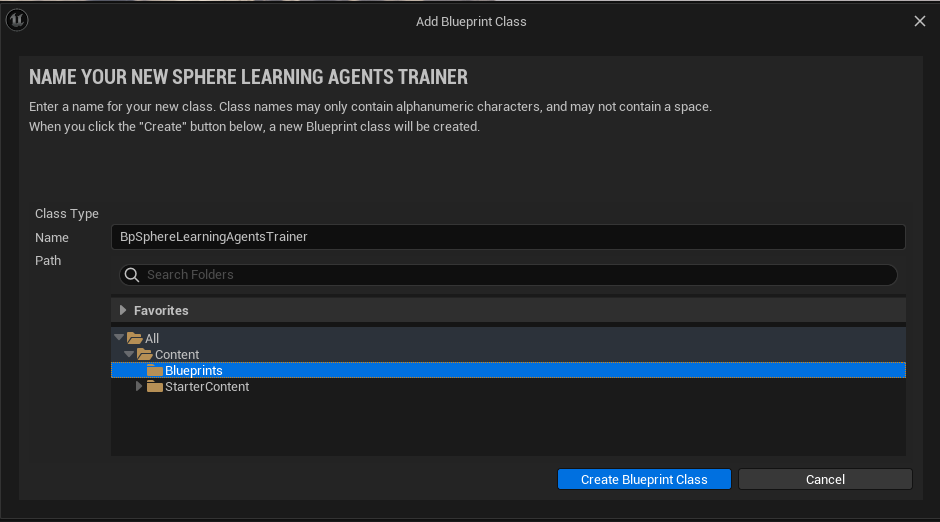 Add Blueprint Class
NAME YOUR NEW SPHERE LEARNING AGENTS TRAINER
Enter a name for your new class. Class names may only contain alphanumeric characters, and may not contain a space.
When you click the "Create" button below, a new Blueprint class will be created.
Class Type
Name BpSphereLearningAgentsTrainer
Path
Search Folders
Favorites
All
Content
Blueprints
StarterContent
Create Blueprint Class Cancel